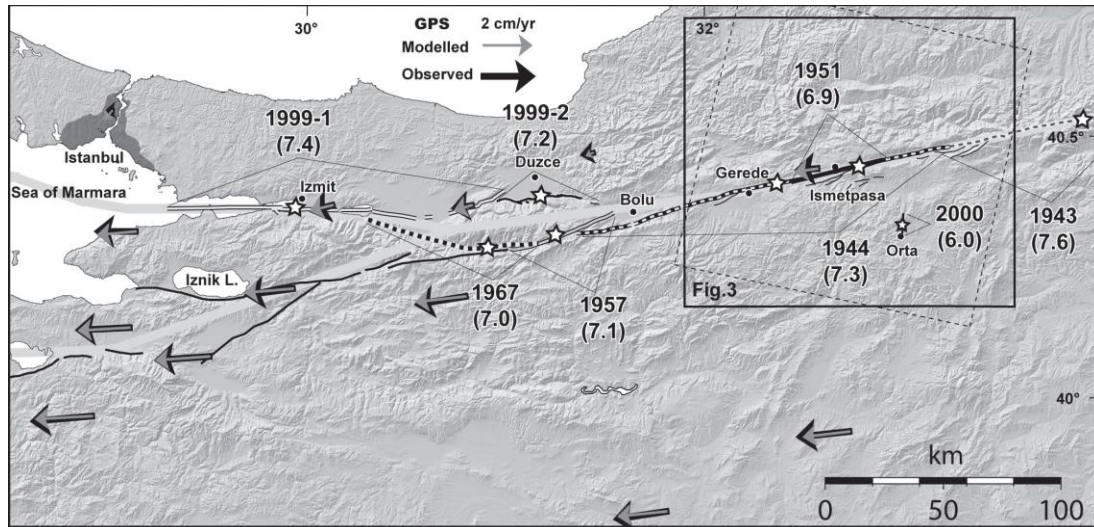 30°
32°
GPS 2 cm/yr
Modelled
Observed
1951
(6.9)
1999-1
(7.4)
1999-2
(7.2)
Duzce
40.5°
Istanbul
Gerede
Sea of Marmara
Izmit
Bolu
Ismetpasa
2000
(6.0)
1943
(7.6)
1944
(7.3)
Orta
Iznik L.
1967
(7.0)
1957
(7.1)
Fig.3
40°
km
0 50 100